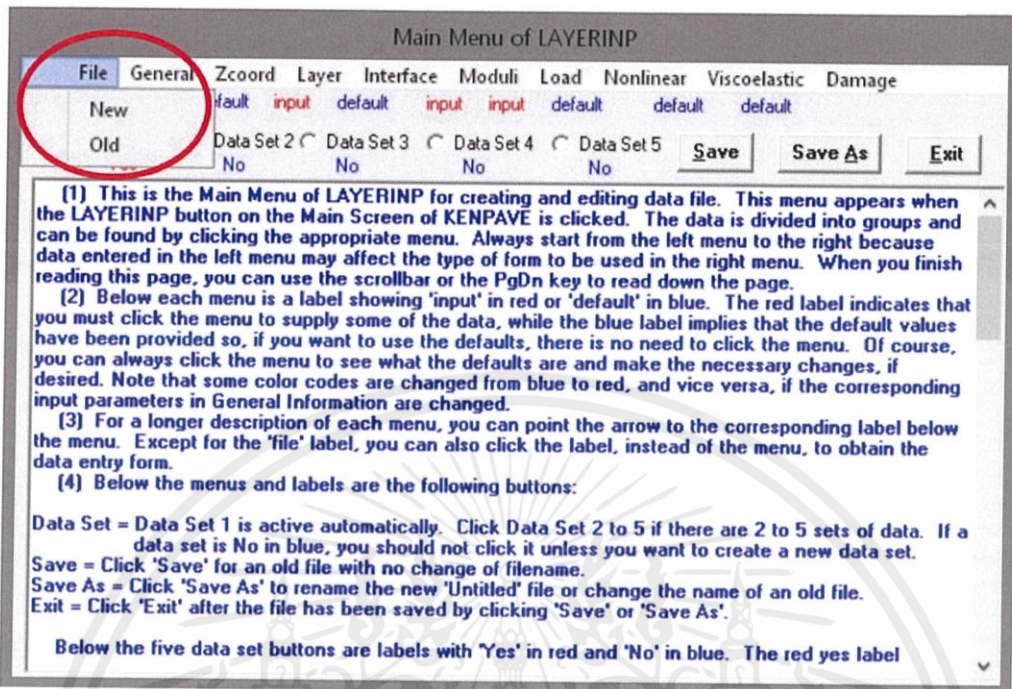 Main Menu of LAYERINP
File General Zcoord Layer Interface Moduli Load Nonlinear Viscoelastic Damage
input default input input default default default
New
Old
Data Set 2 Data Set 3 Data Set 4 Data Set 5 Save Save As Exit
No No No No
(1) This is the Main Menu of LAYERINP for creating and editing data file. This menu appears when
the LAYERINP button on the Main Screen of KENPAVE is clicked. The data is divided into groups and
can be found by clicking the appropriate menu. Always start from the left menu to the right because
data entered in the left menu may affect the type of form to be used in the right menu. When you finish
reading this page, you can use the scrollbar or the PgDn key to read down the page.
(2) Below each menu is a label showing 'input' in red or 'default' in blue. The red label indicates that
you must click the menu to supply some of the data, while the blue label implies that the default values
have been provided so, if you want to use the defaults, there is no need to click the menu. Of course,
you can always click the menu to see what the defaults are and make the necessary changes, if
desired. Note that some color codes are changed from blue to red, and vice versa, if the corresponding
input parameters in General Information are changed.
(3) For a longer description of each menu, you can point the arrow to the corresponding label below
the menu. Except for the 'file' label, you can also click the label, instead of the menu, to obtain the
data entry form.
(4) Below the menus and labels are the following buttons:
Data Set = Data Set 1 is active automatically. Click Data Set 2 to 5 if there are 2 to 5 sets of data. If a
data set is No in blue, you should not click it unless you want to create a new data set.
Save = Click 'Save' for an old file with no change of filename.
Save As = Click 'Save As' to rename the new 'Untitled' file or change the name of an old file.
Exit = Click 'Exit' after the file has been saved by clicking 'Save' or 'Save As'.
Below the five data set buttons are labels with 'Yes' in red and 'No' in blue. The red yes label